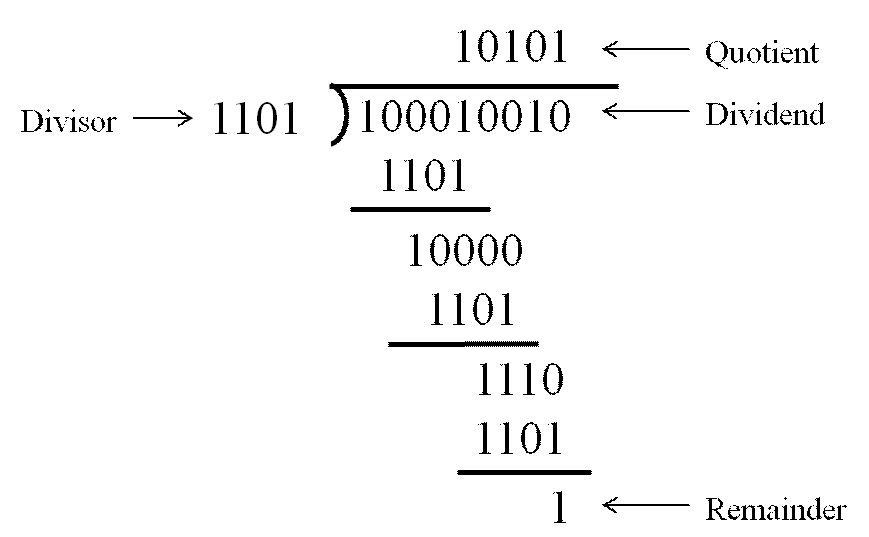 10101 ← Quotient
Divisor → 1101 ) 100010010 ← Dividend
1101
10000
1101
1110
1101
1 ← Remainder